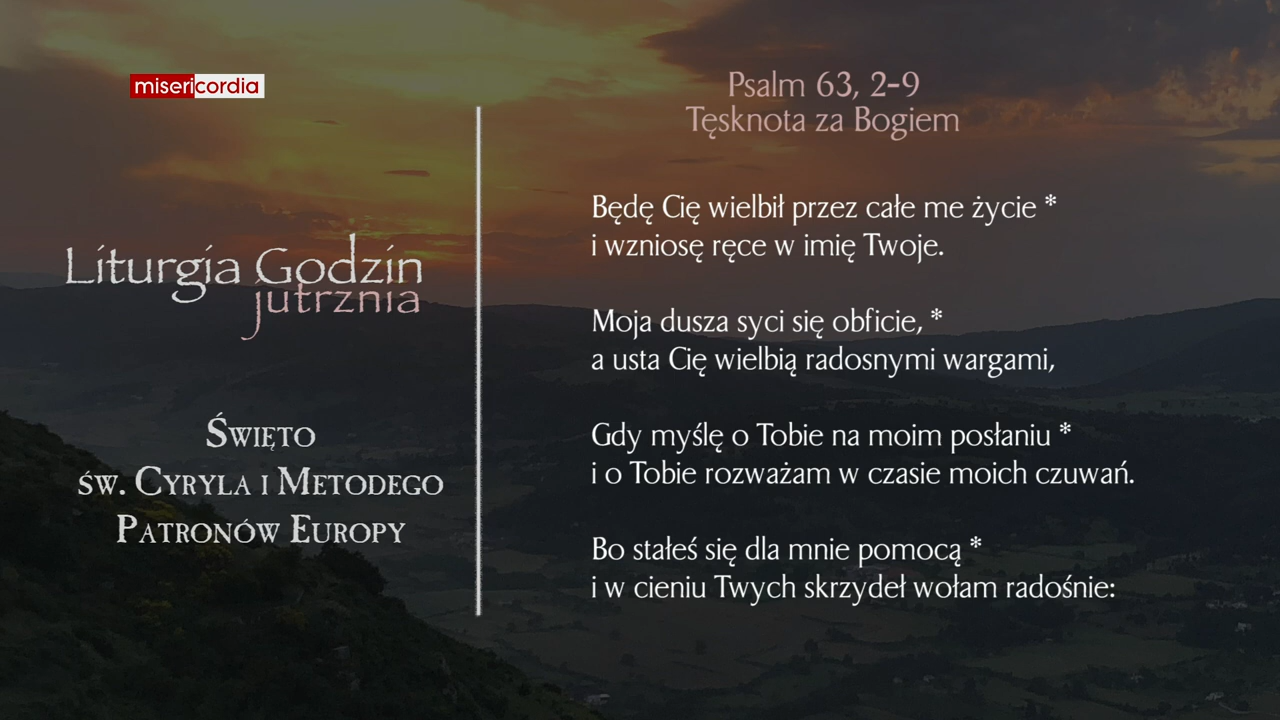 misericordia
Liturgia Godzin
jutrznia
Święto
św. Cyryla i Metodego
Patronów Europy
Psalm 63, 2-9
Tęsknota za Bogiem
Będę Cię wielbił przez całe me życie *
i wzniosę ręce w imię Twoje.
Moja dusza syci się obficie, *
a usta Cię wielbią radosnymi wargami,
Gdy myślę o Tobie na moim posłaniu *
i o Tobie rozważam w czasie moich czuwań.
Bo stałeś się dla mnie pomocą *
i w cieniu Twych skrzydeł wołam radośnie: